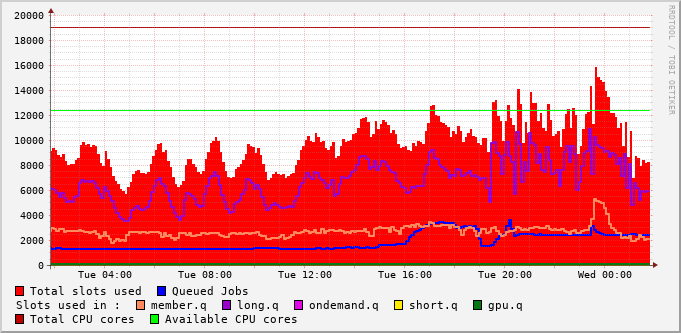 RRDTOOL / TOBI OETIKER
20000
18000
16000
14000
12000
10000
8000
6000
4000
2000
0
Tue 04:00 Tue 08:00 Tue 12:00 Tue 16:00 Tue 20:00 Wed 00:00
Total slots used Queued Jobs
Slots used in : member.q long.q ondemand.q short.q gpu.q
Total CPU cores Available CPU cores